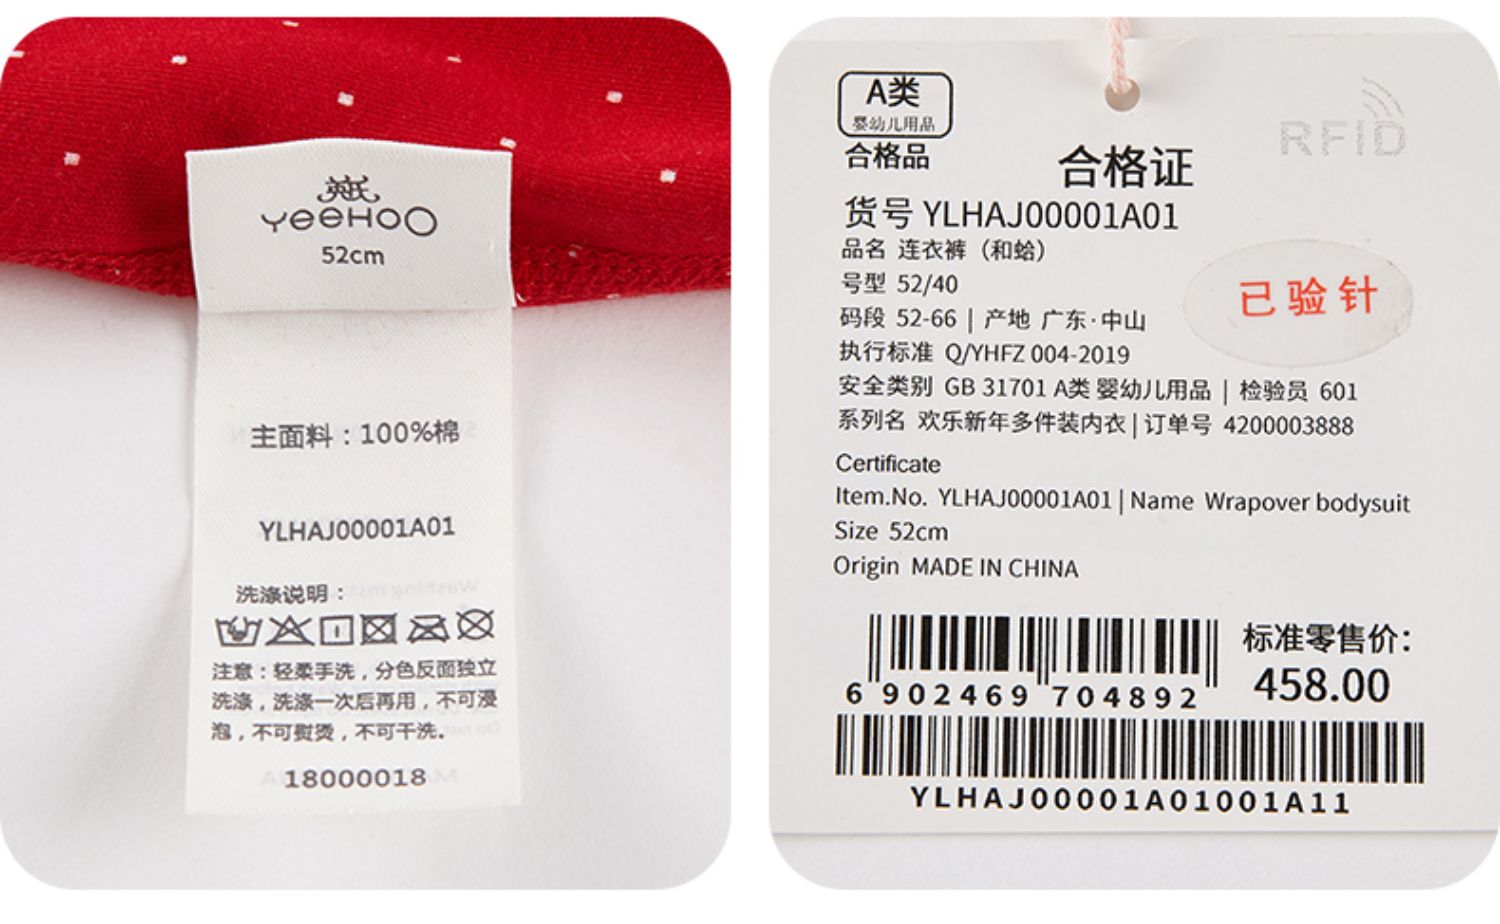 英氏
YeeHoO
52cm
主面料：100%棉
YLHAJ00001A01
洗涤说明：
注意：轻柔手洗，分色反面独立
洗涤，洗涤一次后再用，不可浸
泡，不可熨烫，不可干洗。
18000018
A类
婴幼儿用品
合格品
合格证
RFID
货号 YLHAJ00001A01
品名 连衣裤（和蛤）
号型 52/40
码段 52-66 | 产地 广东·中山
已验针
执行标准 Q/YHFZ 004-2019
安全类别 GB 31701 A类 婴幼儿用品 | 检验员 601
系列名 欢乐新年多件装内衣 | 订单号 4200003888
Certificate
Item.No. YLHAJ00001A01 | Name Wrapover bodysuit
Size 52cm
Origin MADE IN CHINA
标准零售价：
458.00
6 902469 704892
YLHAJ00001A01001A11